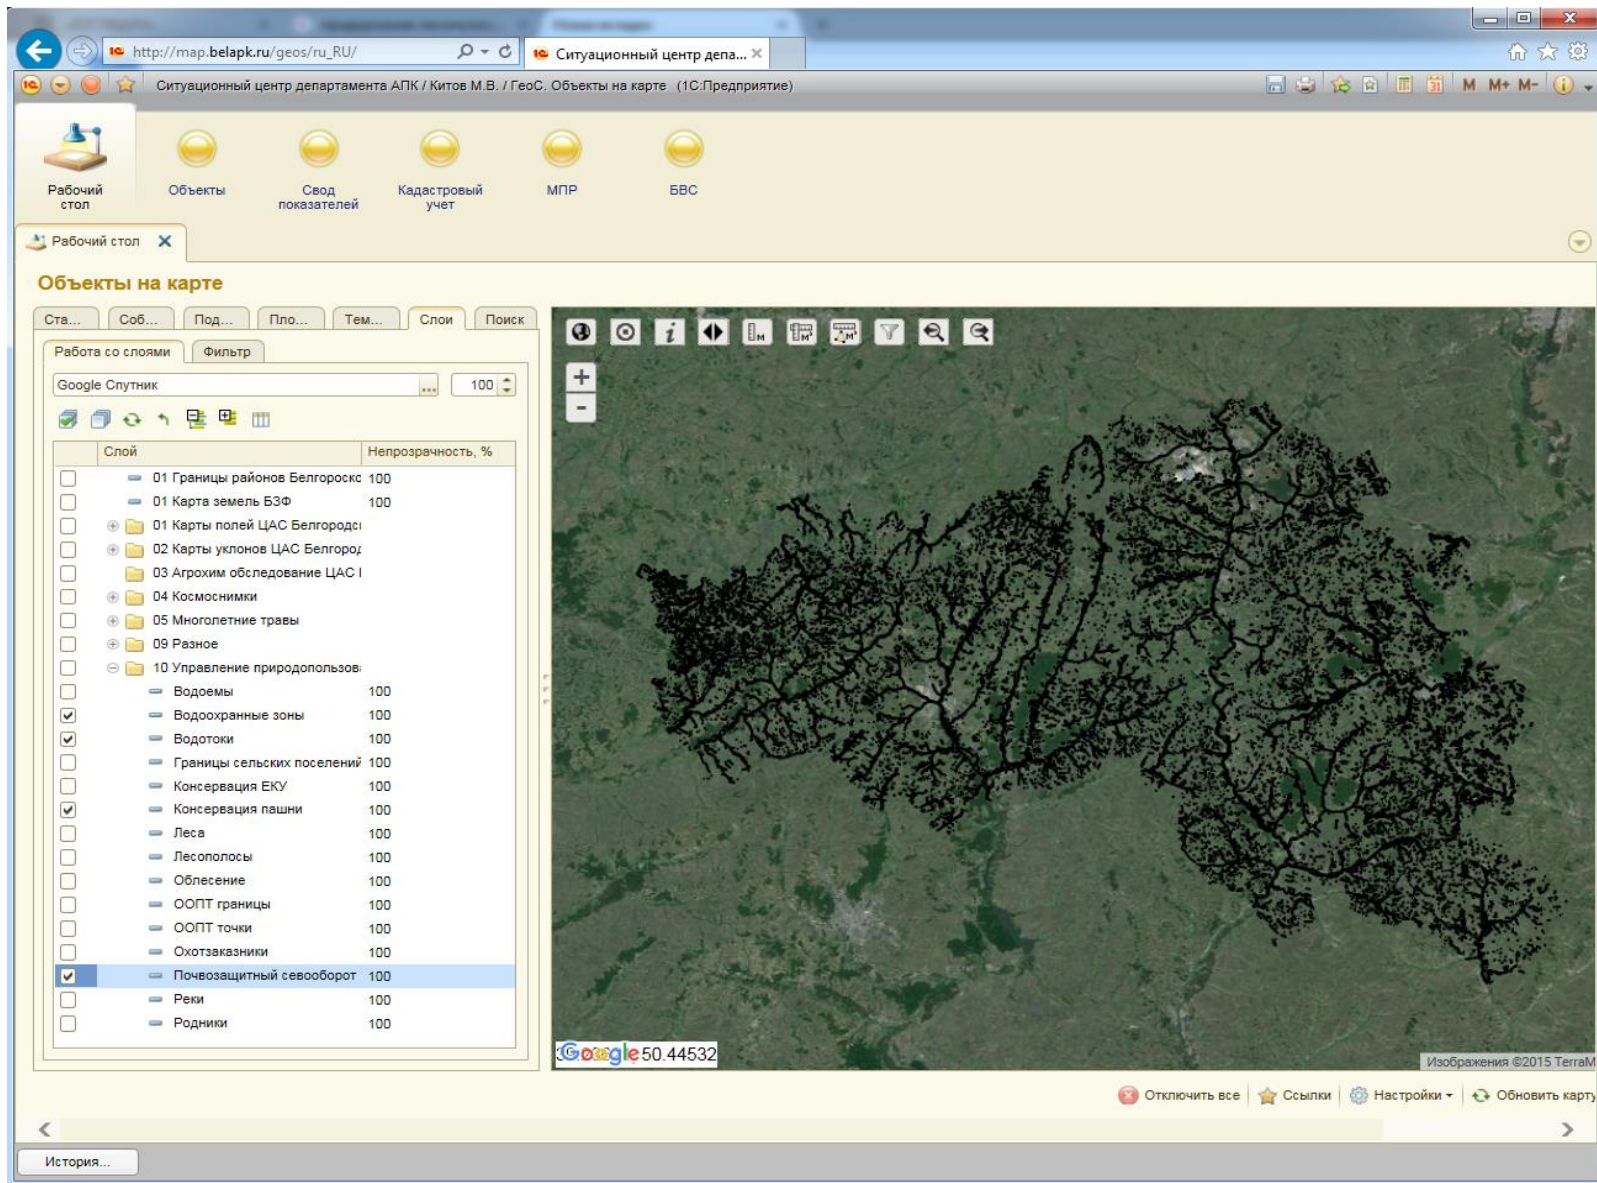 http://map.belapk.ru/geos/ru_RU/
Ситуационный центр депа...
Ситуационный центр департамента АПК / Китов М.В. / ГеоС. Объекты на карте (1С:Предприятие)
31 M M+ M-
Рабочий стол
Объекты
Свод показателей
Кадастровый учет
МПР
БВС
Рабочий стол
Объекты на карте
Ста... Соб... Под... Пло... Тем... Слои Поиск
Работа со слоями Фильтр
Google Спутник ... 100
Слой Непрозрачность, %
01 Границы районов Белгородскс 100
01 Карта земель БЗФ 100
01 Карты полей ЦАС Белгородс
02 Карты уклонов ЦАС Белгород
03 Агрохим обследование ЦАС
04 Космоснимки
05 Многолетние травы
09 Разное
10 Управление природопользов
Водоемы 100
Водоохранные зоны 100
Водотоки 100
Границы сельских поселений 100
Консервация ЕКУ 100
Консервация пашни 100
Леса 100
Лесополосы 100
Облесение 100
ООПТ границы 100
ООПТ точки 100
Охотзаказники 100
Почвозащитный севооборот 100
Реки 100
Родники 100
+
-
Google 50.44532
Изображения ©2015 TerraM
Отключить все Ссылки Настройки Обновить карту
История...